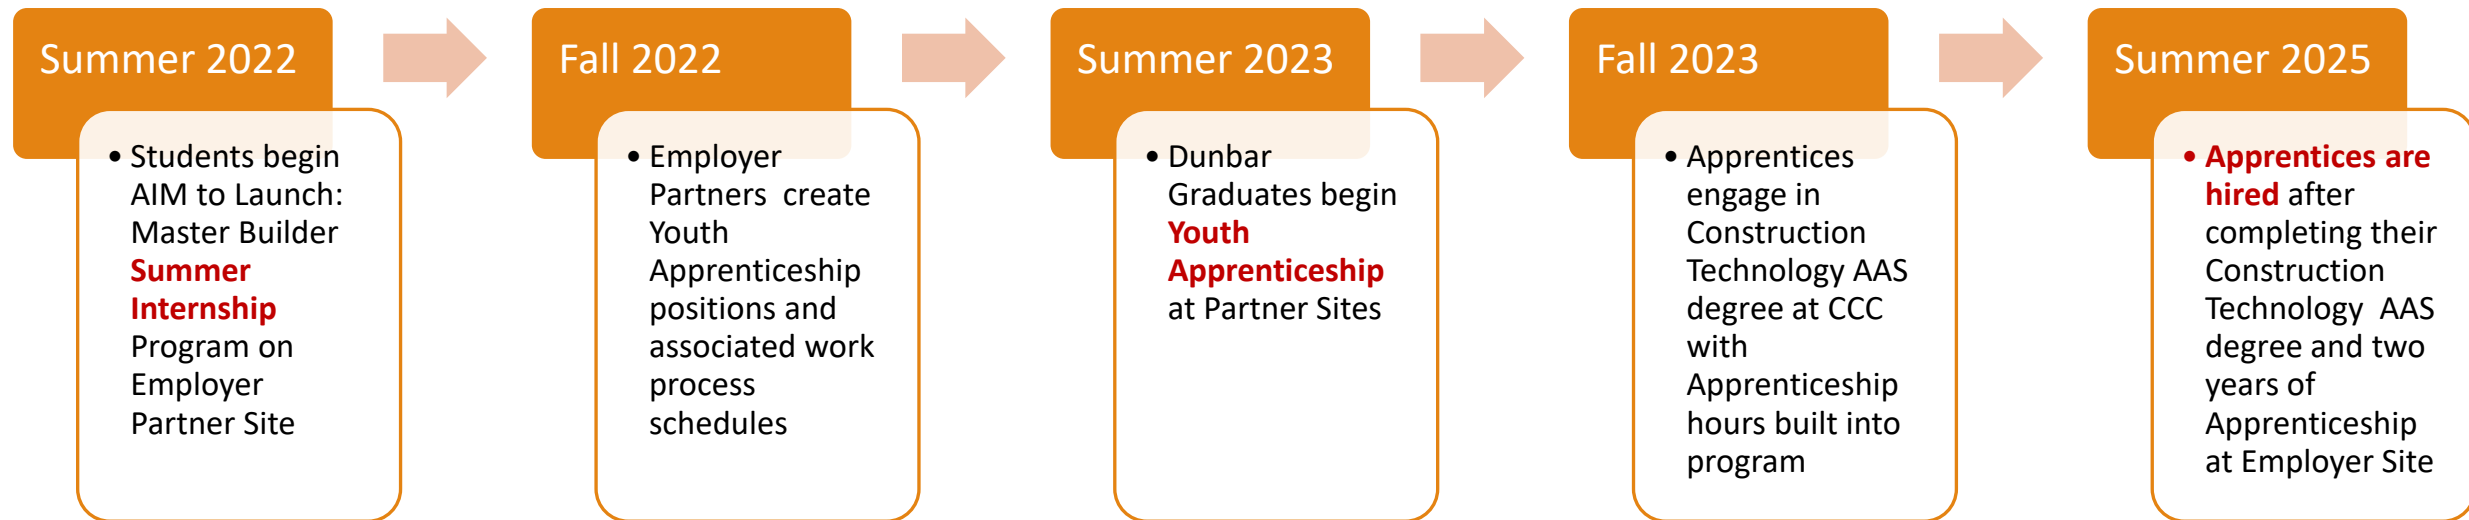 Summer 2022
• Students begin
AIM to Launch:
Master Builder
Summer
Internship
Program on
Employer
Partner Site
Fall 2022
• Employer
Partners create
Youth
Apprenticeship
positions and
associated work
process
schedules
Summer 2023
• Dunbar
Graduates begin
Youth
Apprenticeship
at Partner Sites
Fall 2023
• Apprentices
engage in
Construction
Technology AAS
degree at CCC
with
Apprenticeship
hours built into
program
Summer 2025
• Apprentices are
hired after
completing their
Construction
Technology AAS
degree and two
years of
Apprenticeship
at Employer Site